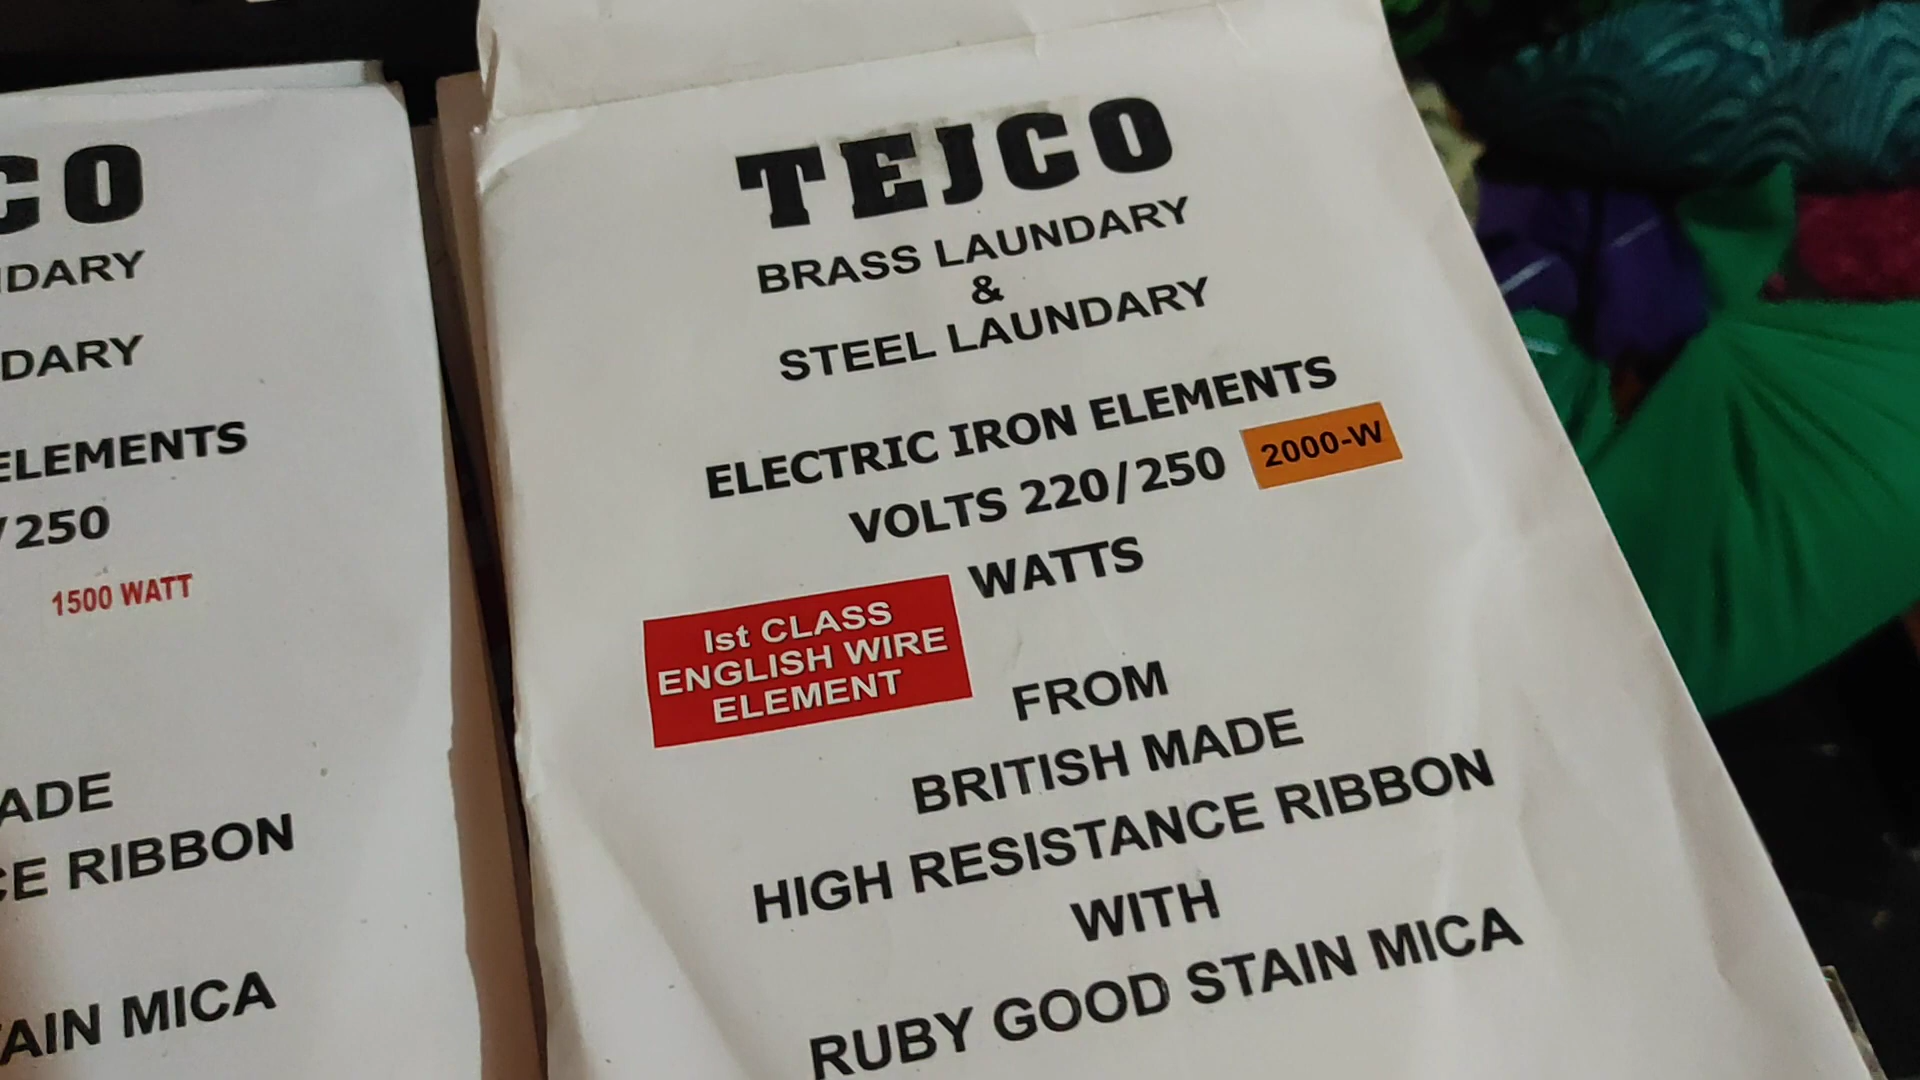 CO
DARY
DARY
ELEMENTS
/250
1500 WATT
ADE
CE RIBBON
AIN MICA
TEJCO
BRASS LAUNDARY
&
STEEL LAUNDARY
ELECTRIC IRON ELEMENTS
VOLTS 220/250 2000-W
WATTS
Ist CLASS
ENGLISH WIRE
ELEMENT
FROM
BRITISH MADE
HIGH RESISTANCE RIBBON
WITH
RUBY GOOD STAIN MICA